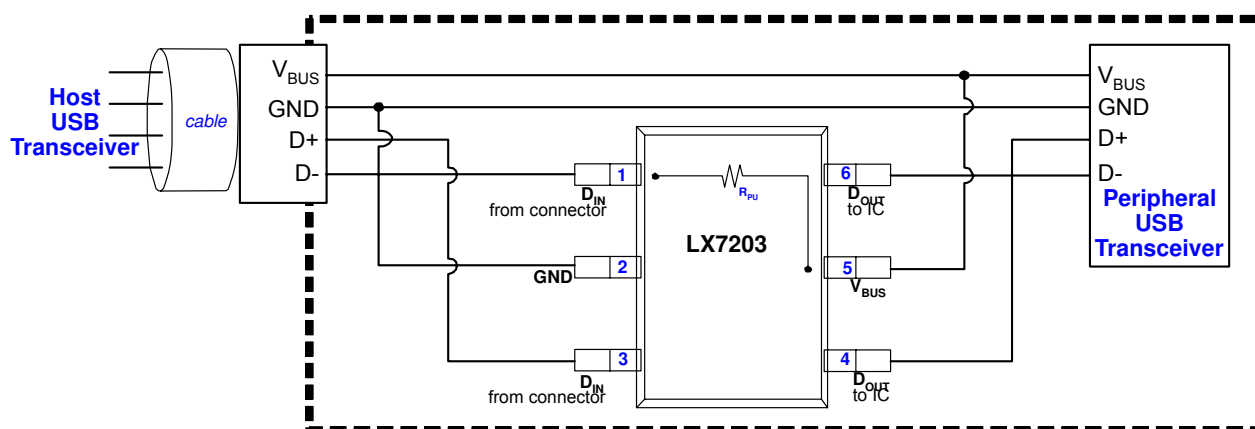 Host
USB
Transceiver
cable
VBUS
GND
D+
D-
1
DIN
from connector
2
GND
3
DIN
from connector
RPU
LX7203
6
DOUT
to IC
5
VBUS
4
DOUT
to IC
VBUS
GND
D+
D-
Peripheral
USB
Transceiver